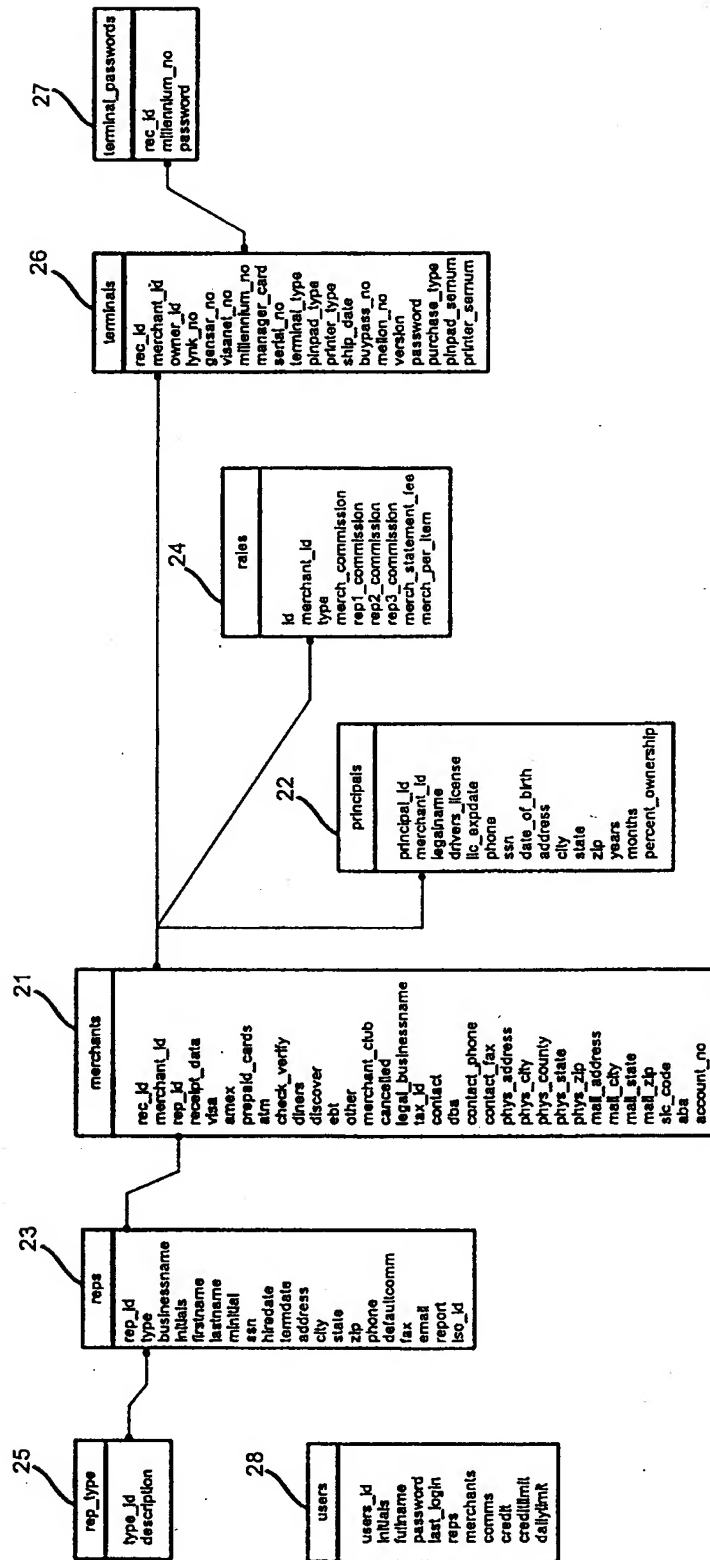 25
rep_type
type_id
description
23
reps
rep_id
type
businessname
initials
firstname
lastname
minitial
ssn
hiredate
termdate
address
city
state
zip
phone
defaultcomm
fax
email
report
iso_id
28
users
users_id
initials
fullname
password
last_login
reps
merchants
comms
credit
creditlimit
dailylimit
21
merchants
rec_id
merchant_id
rep_id
receipt_data
visa
amex
prepaid_cards
atm
check_verify
diners
discover
ebt
other
merchant_club
cancelled
legal_businessname
tax_id
contact
dba
contact_phone
contact_fax
phys_address
phys_city
phys_county
phys_state
phys_zip
mail_address
mail_city
mail_state
mail_zip
sic_code
aba
account_no
22
principals
principal_id
merchant_id
legalname
drivers_license
lic_expdate
phone
ssn
date_of_birth
address
city
state
zip
years
months
percent_ownership
24
rates
id
merchant_id
type
merch_commission
rep1_commission
rep2_commission
rep3_commission
merch_statement_fee
merch_per_item
26
terminals
rec_id
merchant_id
owner_id
lynk_no
gensar_no
visanet_no
millennium_no
manager_card
serial_no
terminal_type
pinpad_type
printer_type
ship_date
buypass_no
mellon_no
version
password
purchase_type
pinpad_sernum
printer_sernum
27
terminal_passwords
rec_id
millennium_no
password